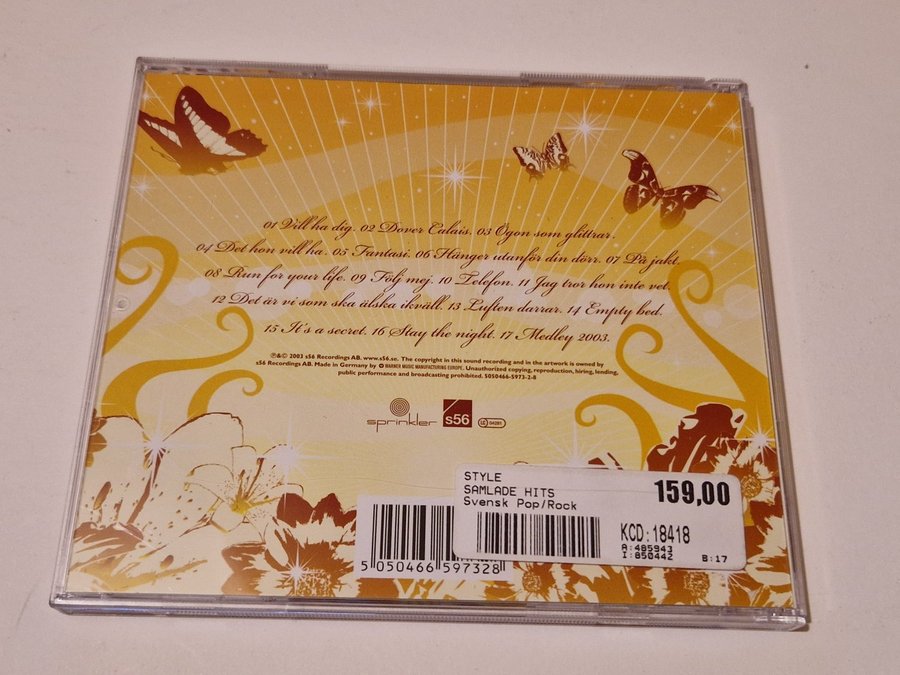 01 Vill ha dig. 02 Dover Calais. 03 Ögon som glittrar.
04 Det hon vill ha. 05 Fantasi. 06 Hänger utanför din dörr. 07 På jakt.
08 Run for your life. 09 Följ mej. 10 Telefon. 11 Jag tror hon inte vet.
12 Det är vi som ska älska ikväll. 13 Luften darrar. 14 Empty bed.
15 It's a secret. 16 Stay the night. 17 Medley 2003.
℗&© 2003 s56 Recordings AB. www.s56.se. The copyright in this sound recording and in the artwork is owned by
s56 Recordings AB. Made in Germany by WARNER MUSIC MANUFACTURING EUROPE. Unauthorized copying, reproduction, hiring, lending,
public performance and broadcasting prohibited. 5050466-5973-2-8
sprinkler s56 LC 04281
STYLE
SAMLADE HITS
Svensk Pop/Rock
159,00
KCD:18418
A:485943
I:850442
B:17
5 050466 597328